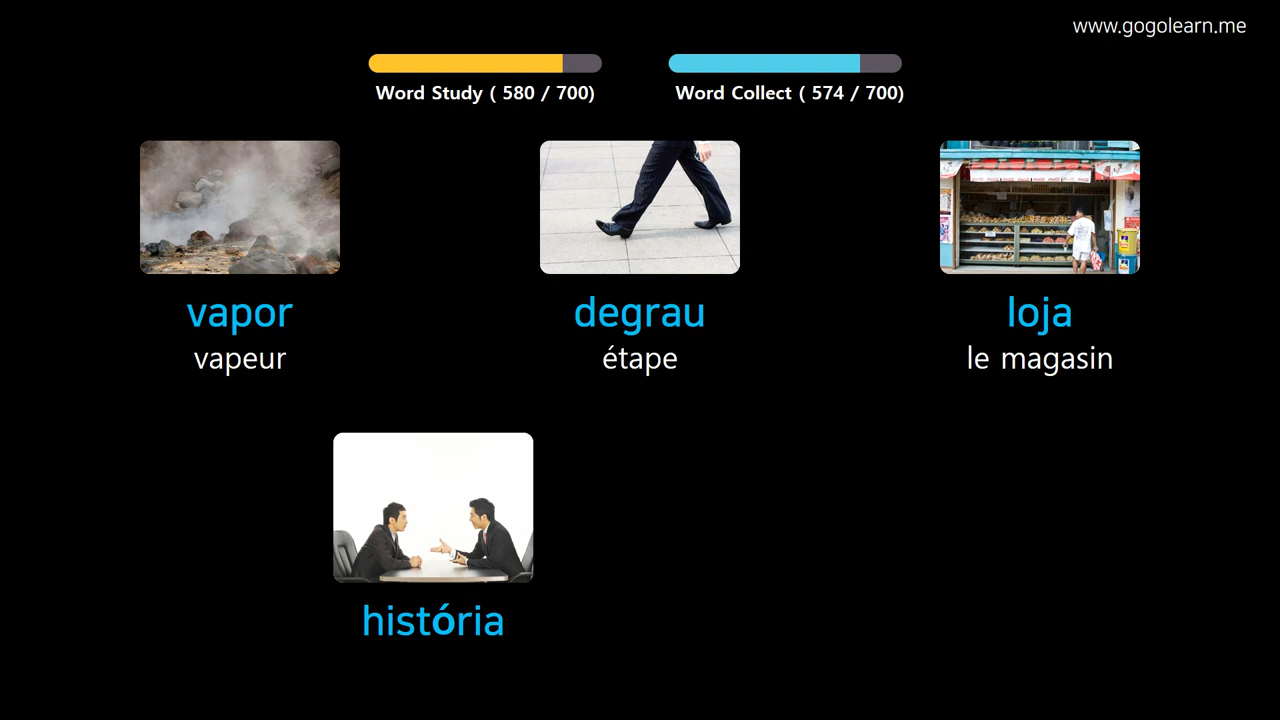 www.gogolearn.me
Word Study ( 580 / 700)
Word Collect ( 574 / 700)
vapor
vapeur
degrau
étape
loja
le magasin
história